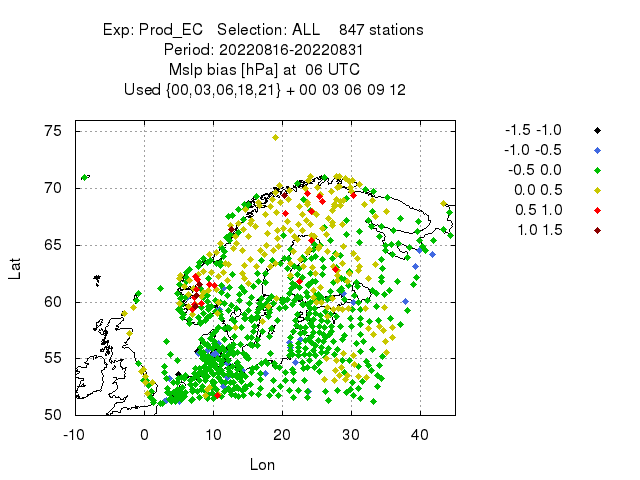 Exp: Prod_EC   Selection: ALL    847 stations
Period: 20220816-20220831
Mslp bias [hPa] at  06 UTC
Used {00,03,06,18,21} + 00 03 06 09 12
75
70
65
60
55
50
Lat
-10 0 10 20 30 40
Lon
-1.5 -1.0
-1.0 -0.5
-0.5 0.0
0.0 0.5
0.5 1.0
1.0 1.5